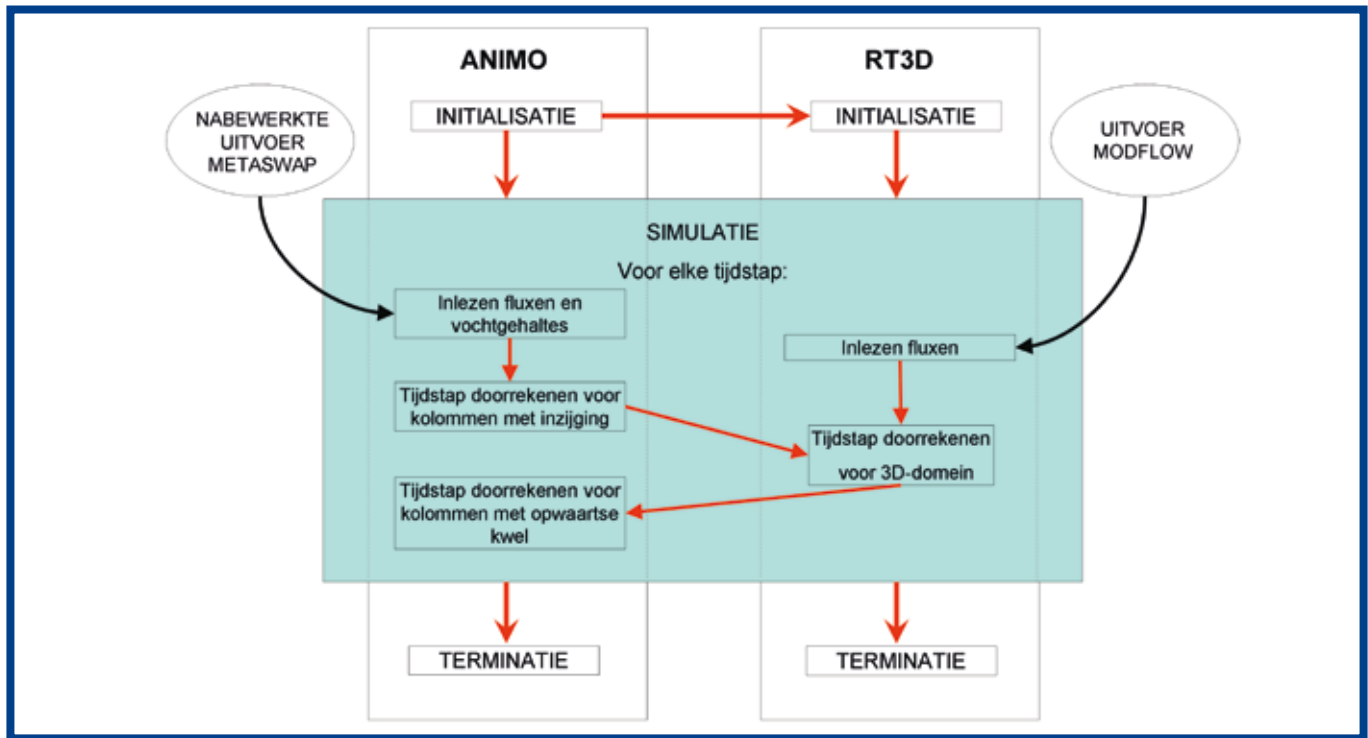 ANIMO
RT3D
INITIALISATIE
INITIALISATIE
NABEWERKTE
UITVOER
METASWAP
UITVOER
MODFLOW
SIMULATIE
Voor elke tijdstap:
Inlezen fluxen en
vochtgehaltes
Inlezen fluxen
Tijdstap doorrekenen voor
kolommen met inzijging
Tijdstap doorrekenen
voor 3D-domein
Tijdstap doorrekenen voor
kolommen met opwaartse
kwel
TERMINATIE
TERMINATIE